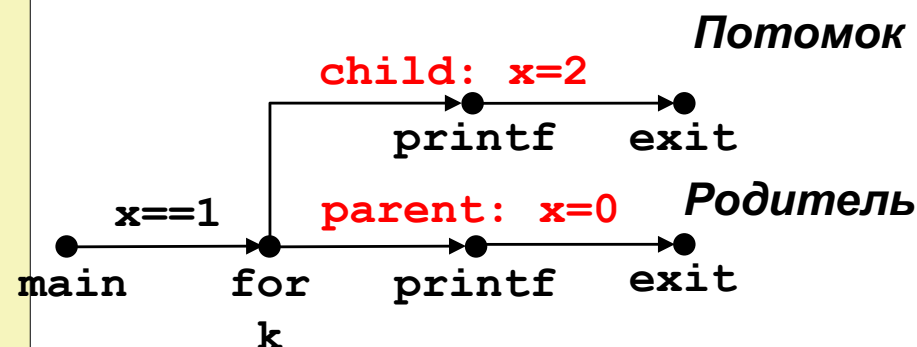 Потомок
child: x=2
printf exit
x==1 parent: x=0 Родитель
main for printf exit
k